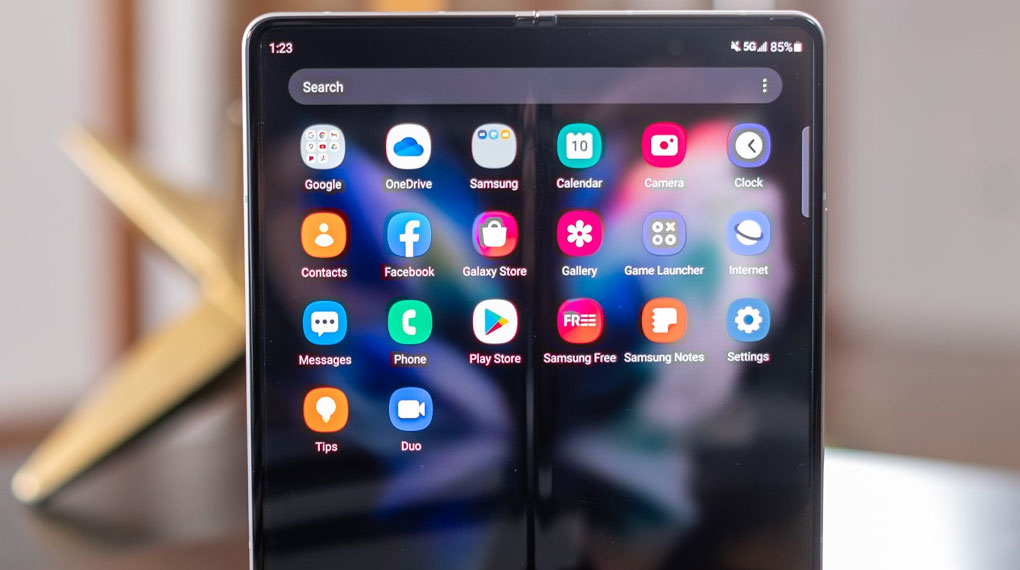 1:23
5G 85%
Search
10
Google
OneDrive
Samsung
Calendar
Camera
Clock
Contacts
Facebook
Galaxy Store
Gallery
Game Launcher
Internet
FREE
Messages
Phone
Play Store
Samsung Free
Samsung Notes
Settings
Tips
Duo